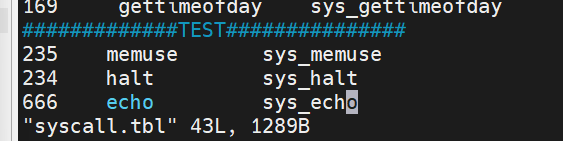 169     gettimeofday    sys_gettimeofday
#############TEST###############
235     memuse          sys_memuse
234     halt            sys_halt
666     echo            sys_echo
"syscall.tbl" 43L, 1289B